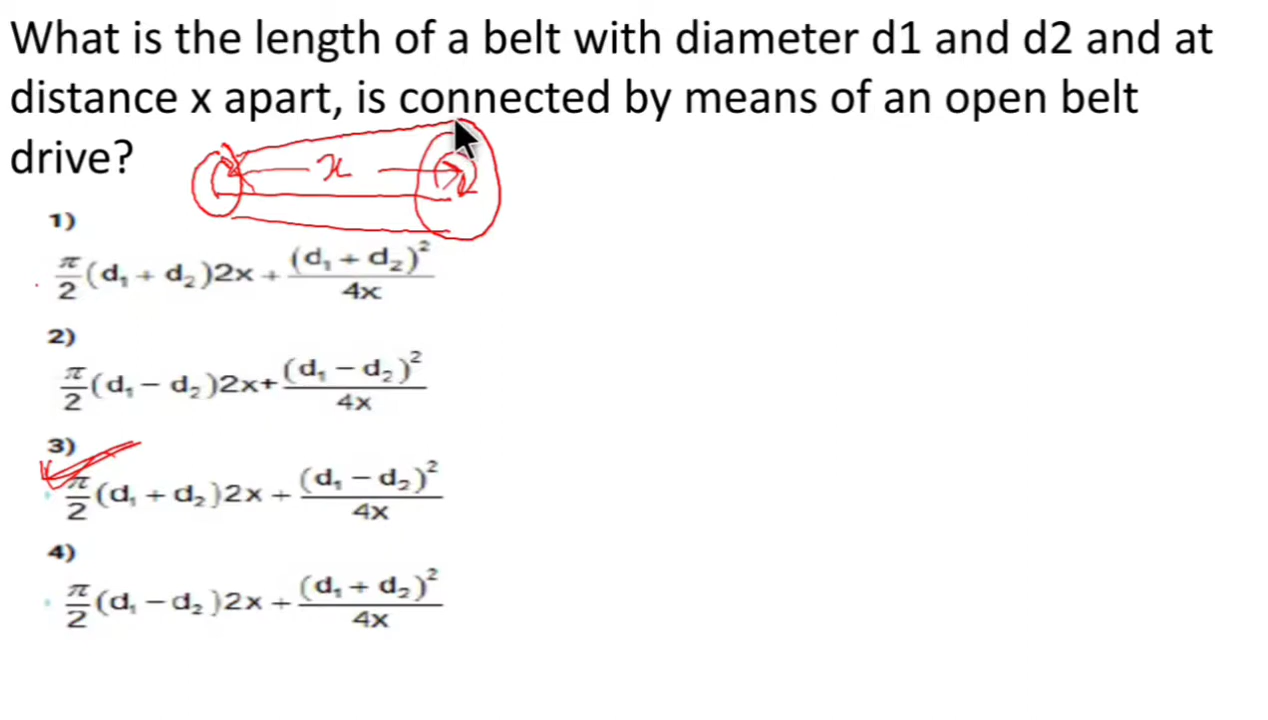 What is the length of a belt with diameter d1 and d2 and at
distance x apart, is connected by means of an open belt
drive?
x
1)
π/2 (d₁ + d₂)2x + (d₁ + d₂)²/4x
2)
π/2 (d₁ − d₂)2x+ (d₁ − d₂)²/4x
3)
π/2 (d₁ + d₂)2x + (d₁ − d₂)²/4x
4)
π/2 (d₁ − d₂)2x + (d₁ + d₂)²/4x